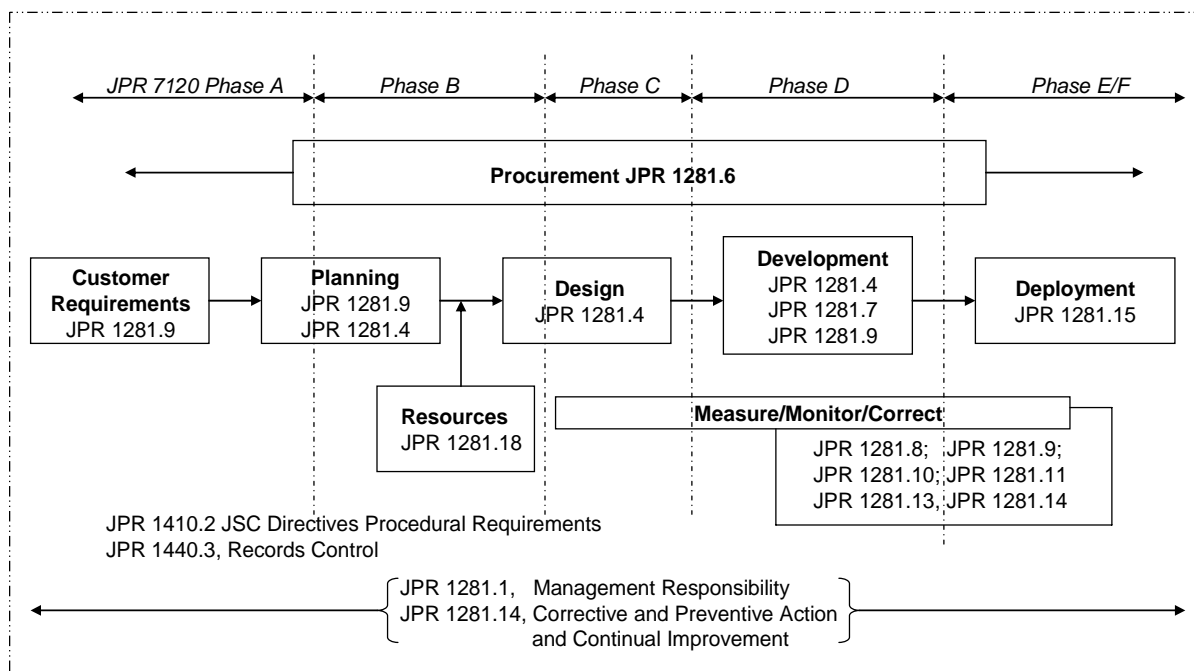 JPR 7120 Phase A
Phase B
Phase C
Phase D
Phase E/F
Procurement JPR 1281.6
Customer
Requirements
JPR 1281.9
Planning
JPR 1281.9
JPR 1281.4
Design
JPR 1281.4
Development
JPR 1281.4
JPR 1281.7
JPR 1281.9
Deployment
JPR 1281.15
Resources
JPR 1281.18
Measure/Monitor/Correct
JPR 1281.8; JPR 1281.9;
JPR 1281.10; JPR 1281.11
JPR 1281.13, JPR 1281.14
JPR 1410.2 JSC Directives Procedural Requirements
JPR 1440.3, Records Control
JPR 1281.1, Management Responsibility
JPR 1281.14, Corrective and Preventive Action
and Continual Improvement